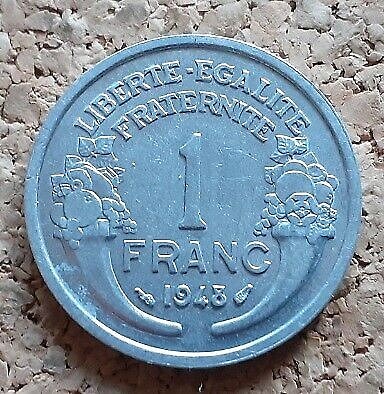 LIBERTE-EGALITE
FRATERNITE
1
FRANC
1948